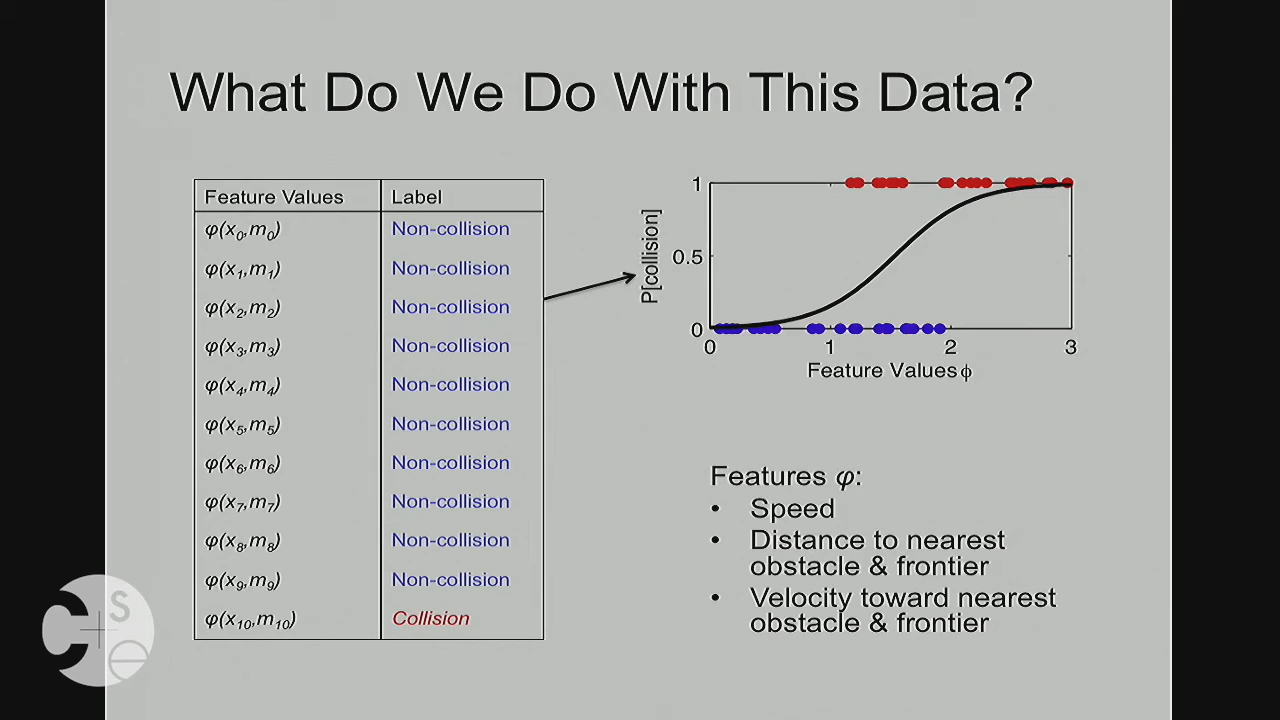 What Do We Do With This Data?
Feature Values Label
φ(x0,m0) Non-collision
φ(x1,m1) Non-collision
φ(x2,m2) Non-collision
φ(x3,m3) Non-collision
φ(x4,m4) Non-collision
φ(x5,m5) Non-collision
φ(x6,m6) Non-collision
φ(x7,m7) Non-collision
φ(x8,m8) Non-collision
φ(x9,m9) Non-collision
φ(x10,m10) Collision
P[collision]
1
0.5
0
0 1 2 3
Feature Values ϕ
Features φ:
• Speed
• Distance to nearest
obstacle & frontier
• Velocity toward nearest
obstacle & frontier
C S e